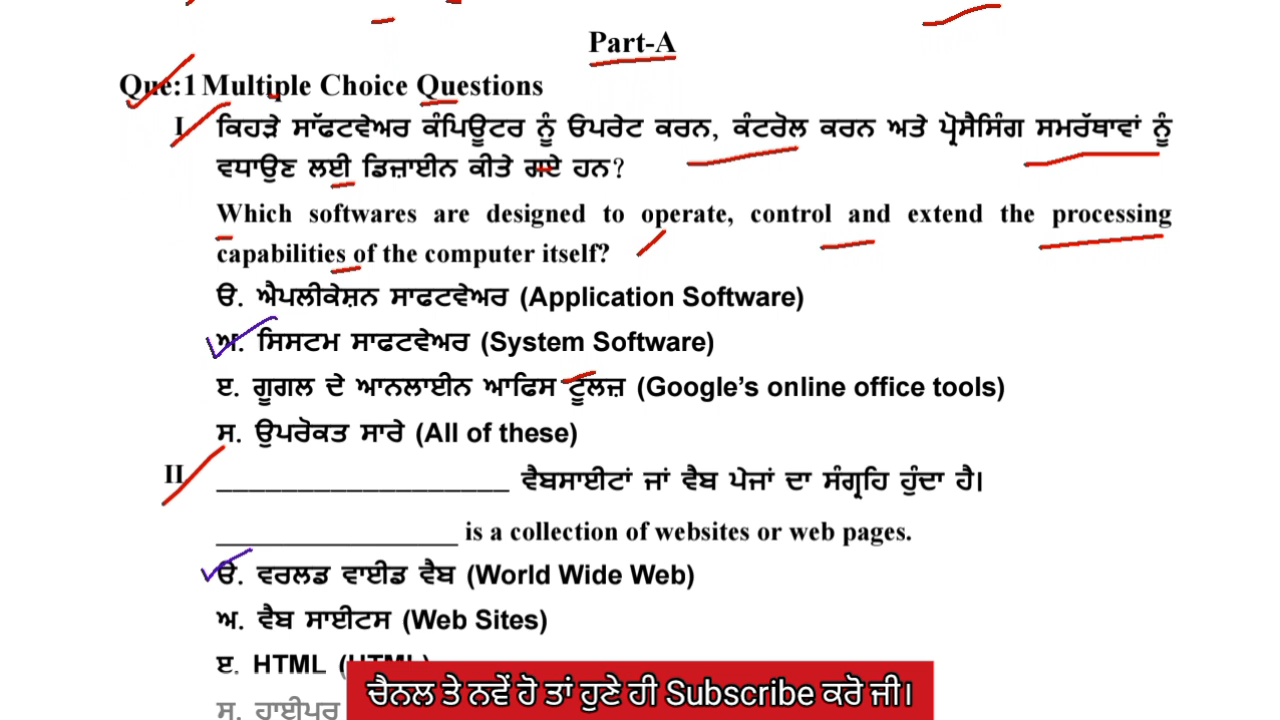 Part-A
Que:1 Multiple Choice Questions
I ਕਿਹੜੇ ਸਾੱਫਟਵੇਅਰ ਕੰਪਿਊਟਰ ਨੂੰ ਓਪਰੇਟ ਕਰਨ, ਕੰਟਰੋਲ ਕਰਨ ਅਤੇ ਪ੍ਰੋਸੈਸਿੰਗ ਸਮਰੱਥਾਵਾਂ ਨੂੰ
ਵਧਾਉਣ ਲਈ ਡਿਜ਼ਾਈਨ ਕੀਤੇ ਗਏ ਹਨ?
Which softwares are designed to operate, control and extend the processing
capabilities of the computer itself?
ੳ. ਐਪਲੀਕੇਸ਼ਨ ਸਾਫਟਵੇਅਰ (Application Software)
ਅ. ਸਿਸਟਮ ਸਾਫਟਵੇਅਰ (System Software)
ੲ. ਗੂਗਲ ਦੇ ਆਨਲਾਈਨ ਆਫਿਸ ਟੂਲਜ਼ (Google’s online office tools)
ਸ. ਉਪਰੋਕਤ ਸਾਰੇ (All of these)
II ____________________ ਵੈਬਸਾਈਟਾਂ ਜਾਂ ਵੈਬ ਪੇਜਾਂ ਦਾ ਸੰਗ੍ਰਹਿ ਹੁੰਦਾ ਹੈ।
_________________ is a collection of websites or web pages.
ੳ. ਵਰਲਡ ਵਾਈਡ ਵੈਬ (World Wide Web)
ਅ. ਵੈਬ ਸਾਈਟਸ (Web Sites)
ੲ. HTML (HTML)
ਸ. ਹਾਈਪਰ
ਚੈਨਲ ਤੇ ਨਵੇਂ ਹੋ ਤਾਂ ਹੁਣੇ ਹੀ Subscribe ਕਰੋ ਜੀ।